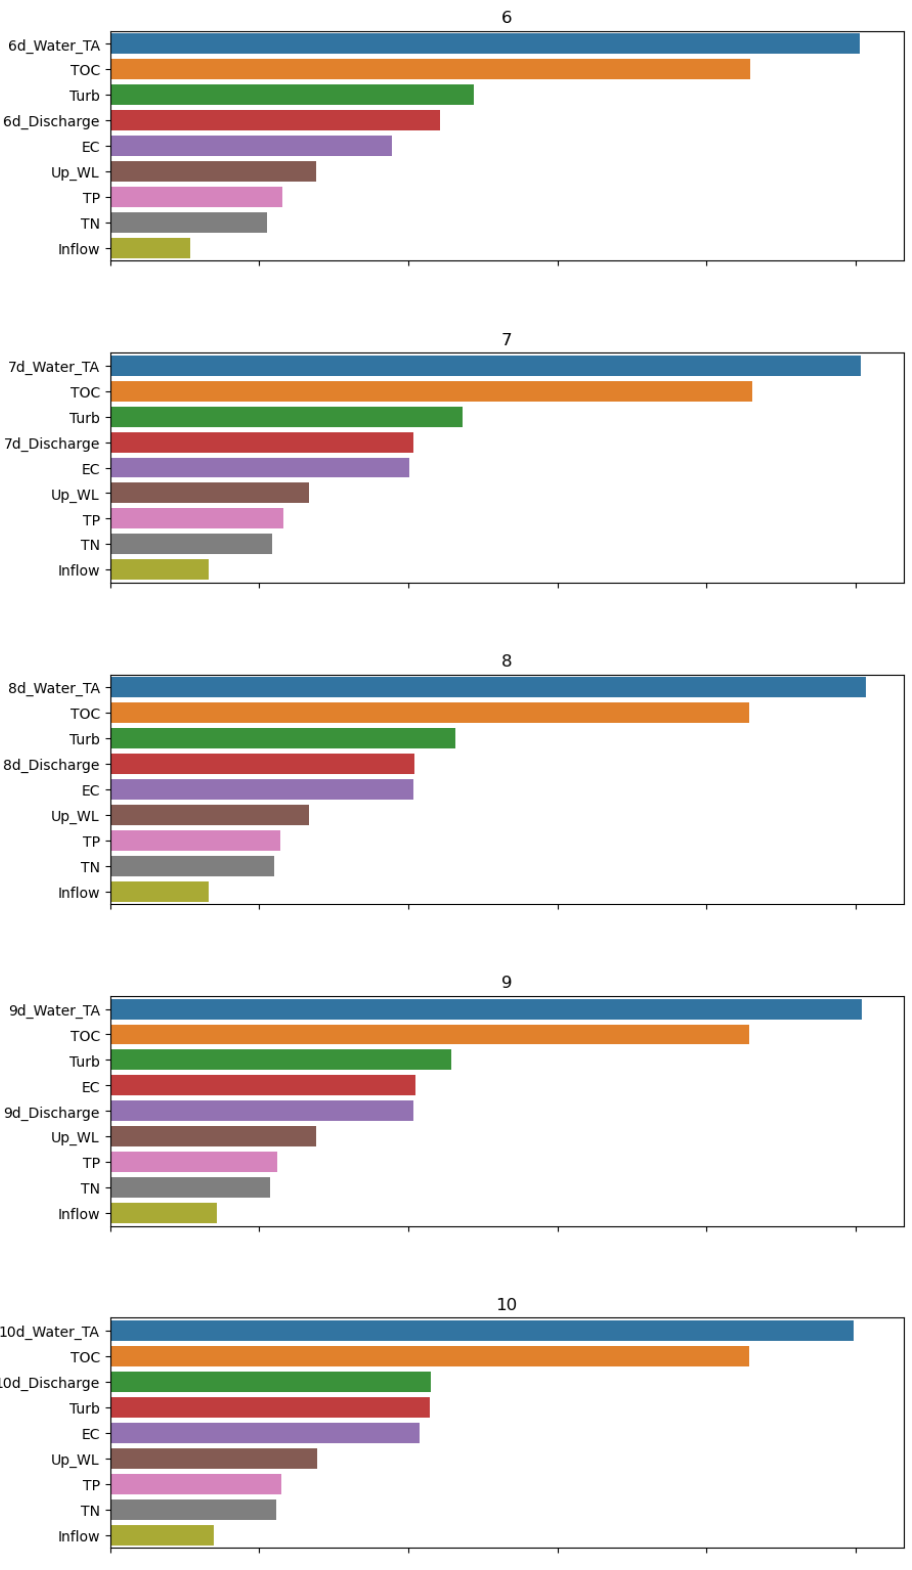 6
6d_Water_TA
TOC
Turb
6d_Discharge
EC
Up_WL
TP
TN
Inflow
7
7d_Water_TA
TOC
Turb
7d_Discharge
EC
Up_WL
TP
TN
Inflow
8
8d_Water_TA
TOC
Turb
8d_Discharge
EC
Up_WL
TP
TN
Inflow
9
9d_Water_TA
TOC
Turb
EC
9d_Discharge
Up_WL
TP
TN
Inflow
10
10d_Water_TA
TOC
10d_Discharge
Turb
EC
Up_WL
TP
TN
Inflow